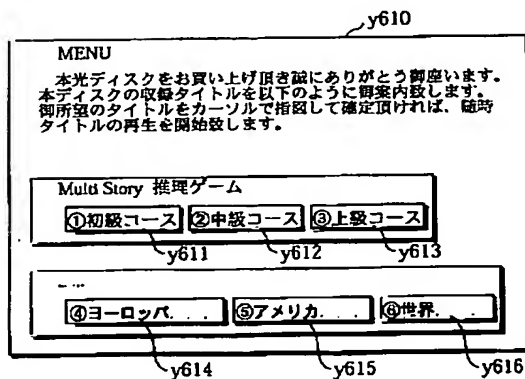 y610
MENU
本光ディスクをお買い上げ頂き誠にありがとう御座います。
本ディスクの収録タイトルを以下のように御案内致します。
御所望のタイトルをカーソルで指図して確定頂ければ、随時
タイトルの再生を開始致します。
Multi Story 推理ゲーム
①初級コース ②中級コース ③上級コース
y611 y612 y613
④ヨーロッパ. . . ⑤アメリカ. . . ⑥世界. . .
y614 y615 y616